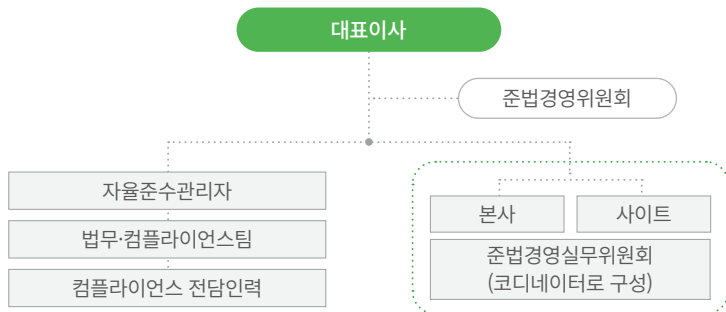 대표이사
준법경영위원회
자율준수관리자
법무·컴플라이언스팀
컴플라이언스 전담인력
본사
사이트
준법경영실무위원회
(코디네이터로 구성)